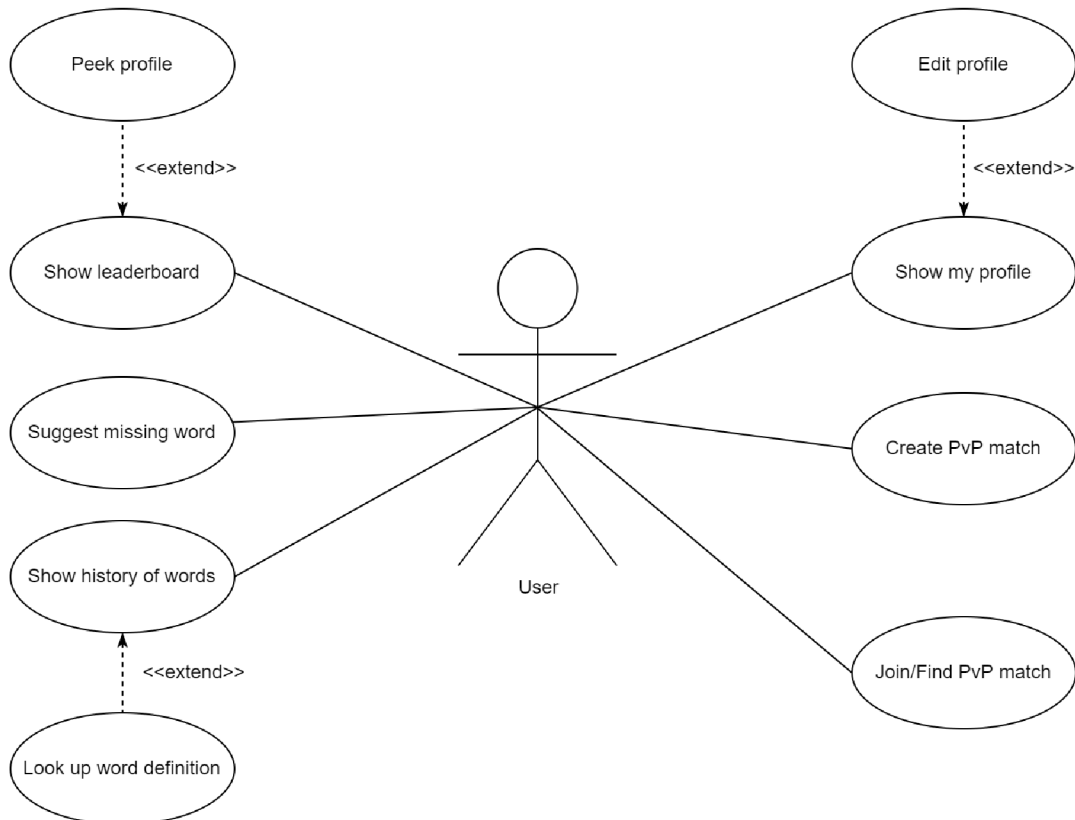 Peek profile
Edit profile
<<extend>>
<<extend>>
Show leaderboard
Show my profile
Suggest missing word
Create PvP match
Show history of words
User
<<extend>>
Join/Find PvP match
Look up word definition